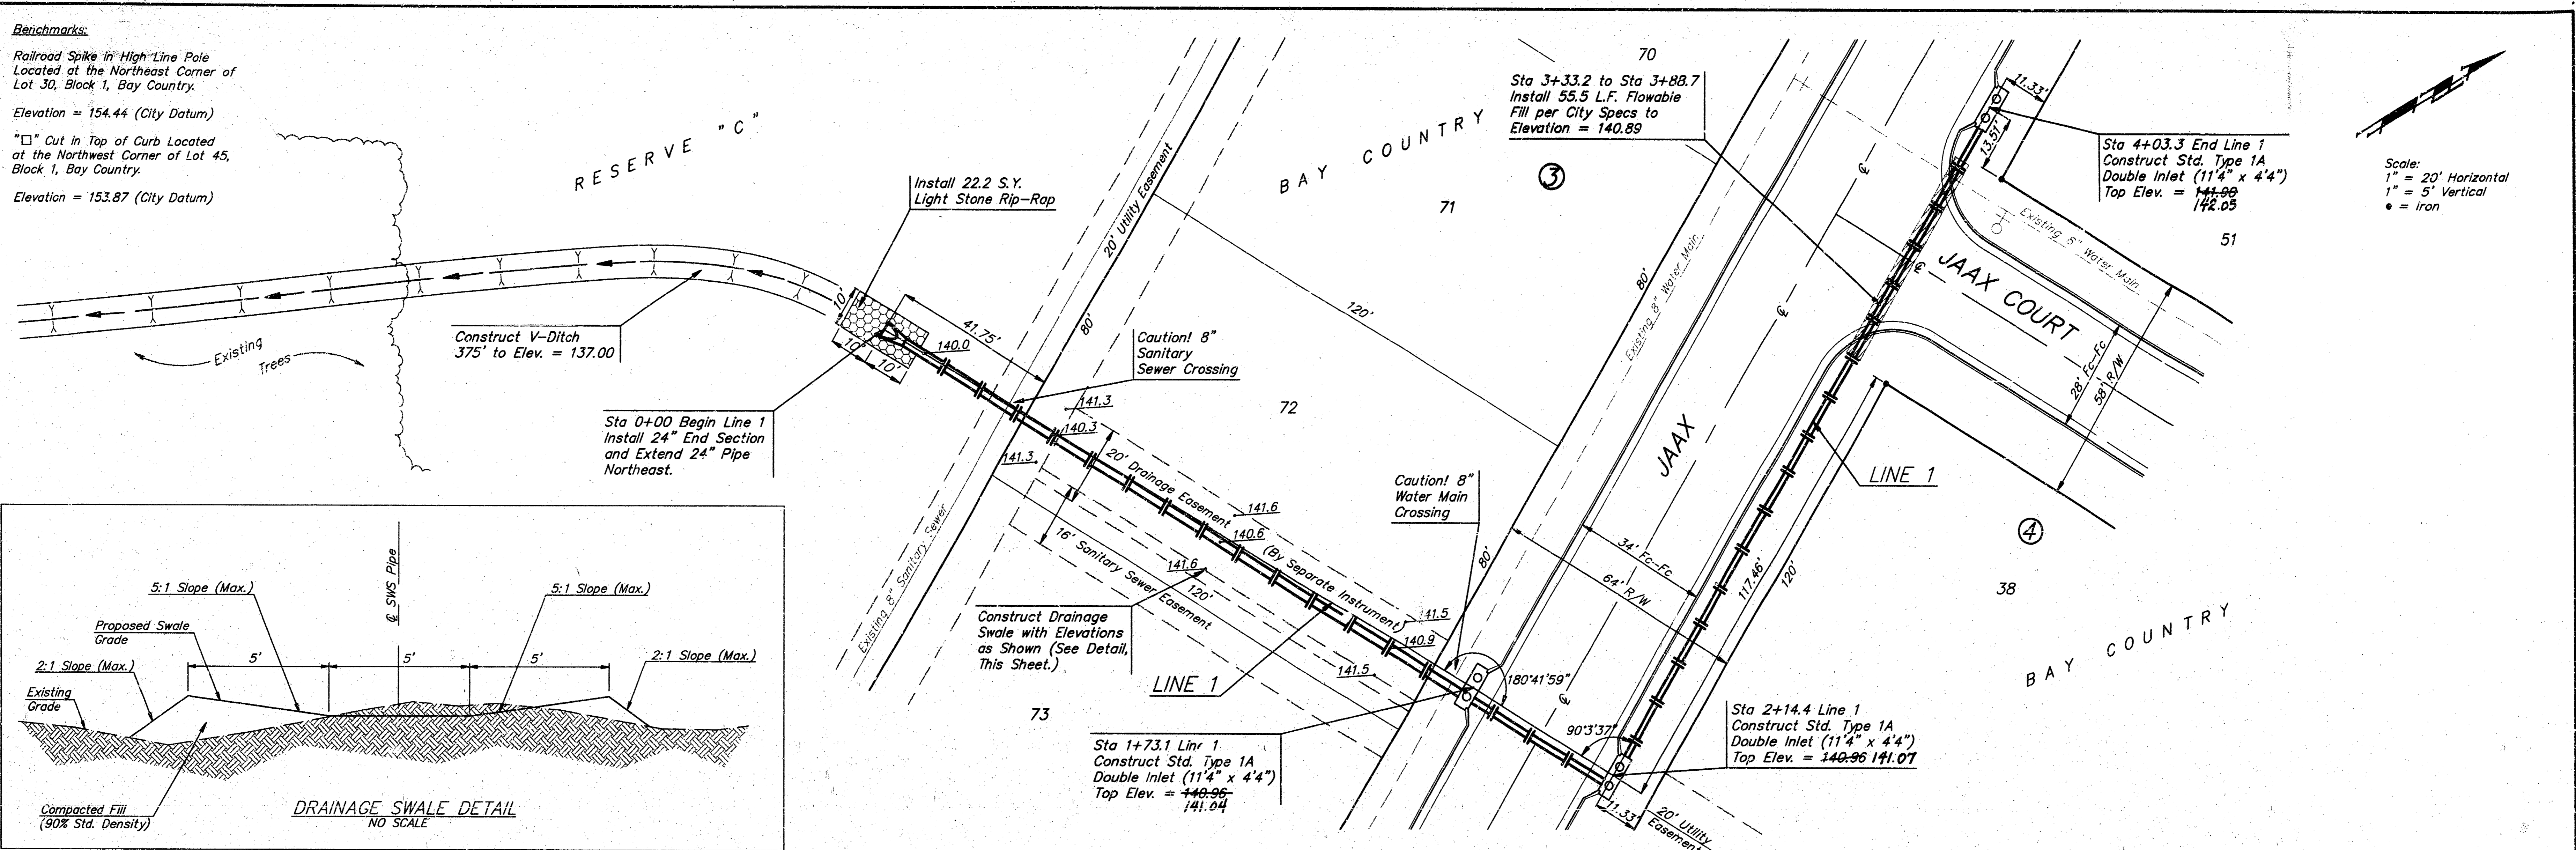 Benchmarks:
Railroad Spike in High Line Pole
Located at the Northeast Corner of
Lot 30, Block 1, Bay Country.
Elevation = 154.44 (City Datum)
"□" Cut in Top of Curb Located
at the Northwest Corner of Lot 45,
Block 1, Bay Country.
Elevation = 153.87 (City Datum)
RESERVE "C"
Existing
Trees
Construct V-Ditch
375' to Elev. = 137.00
Install 22.2 S.Y.
Light Stone Rip-Rap
10'
10'
10'
41.75'
140.0
Sta 0+00 Begin Line 1
Install 24" End Section
and Extend 24" Pipe
Northeast.
20' Utility Easement
80'
Caution! 8"
Sanitary
Sewer Crossing
Existing 8" Sanitary Sewer
141.3
140.3
141.3
20' Drainage Easement (By Separate Instrument)
141.6
140.6
141.6
120'
16' Sanitary Sewer Easement
141.5
140.9
141.5
Construct Drainage
Swale with Elevations
as Shown (See Detail,
This Sheet.)
LINE 1
73
72
71
70
BAY COUNTRY
3
120'
80'
80'
Existing 8" Water Main
Caution! 8"
Water Main
Crossing
Sta 1+73.1 Line 1
Construct Std. Type 1A
Double Inlet (11'4" x 4'4")
Top Elev. = 140.96
141.04
180°41'59"
90°3'37"
Sta 2+14.4 Line 1
Construct Std. Type 1A
Double Inlet (11'4" x 4'4")
Top Elev. = 140.96 141.07
11.33'
20' Utility
Easement
JAAX
℄
℄
℄
34' Fc-Fc
64' R/W
117.46'
120'
LINE 1
Sta 3+33.2 to Sta 3+88.7
Install 55.5 L.F. Flowable
Fill per City Specs to
Elevation = 140.89
11.33'
13.51'
Sta 4+03.3 End Line 1
Construct Std. Type 1A
Double Inlet (11'4" x 4'4")
Top Elev. = 141.90
142.05
51
Existing 6" Water Main
℄
JAAX COURT
28' Fc-Fc
58' R/W
4
38
BAY COUNTRY
Scale:
1" = 20' Horizontal
1" = 5' Vertical
● = Iron
℄ SWS Pipe
5:1 Slope (Max.)
5:1 Slope (Max.)
Proposed Swale
Grade
2:1 Slope (Max.)
5'
5'
5'
2:1 Slope (Max.)
Existing
Grade
Compacted Fill
(90% Std. Density)
DRAINAGE SWALE DETAIL
NO SCALE